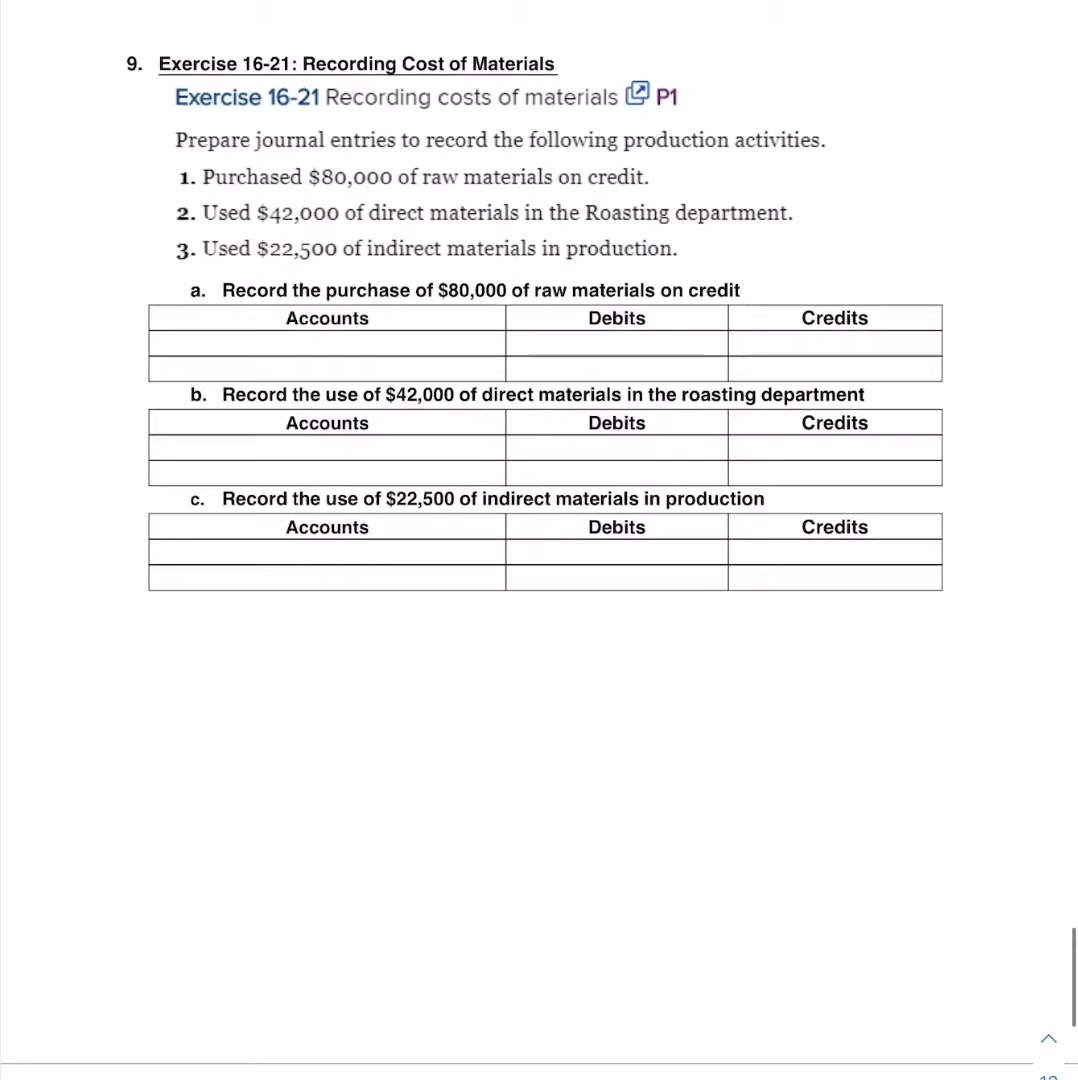 9. Exercise 16-21: Recording Cost of Materials
Exercise 16-21 Recording costs of materials P1
Prepare journal entries to record the following production activities.
1. Purchased $80,000 of raw materials on credit.
2. Used $42,000 of direct materials in the Roasting department.
3. Used $22,500 of indirect materials in production.
a. Record the purchase of $80,000 of raw materials on credit
Accounts Debits Credits
b. Record the use of $42,000 of direct materials in the roasting department
Accounts Debits Credits
c. Record the use of $22,500 of indirect materials in production
Accounts Debits Credits